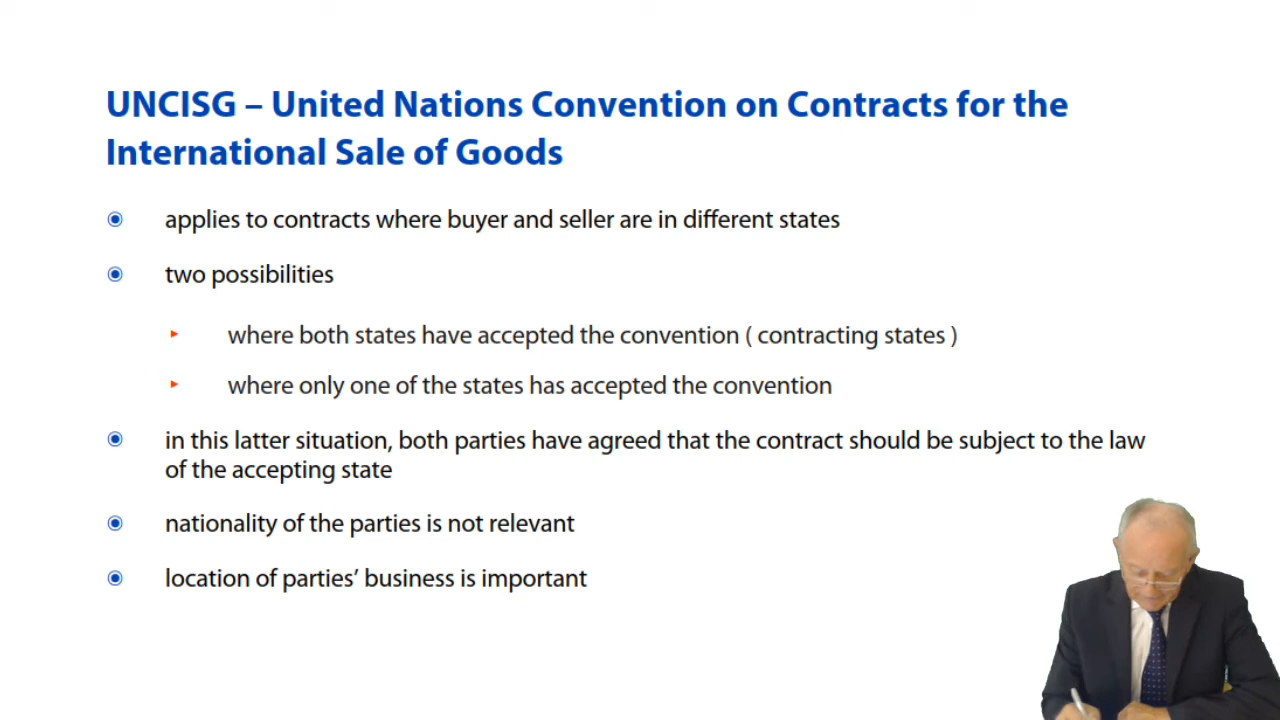 UNCISG – United Nations Convention on Contracts for the
International Sale of Goods
applies to contracts where buyer and seller are in different states
two possibilities
where both states have accepted the convention ( contracting states )
where only one of the states has accepted the convention
in this latter situation, both parties have agreed that the contract should be subject to the law
of the accepting state
nationality of the parties is not relevant
location of parties’ business is important